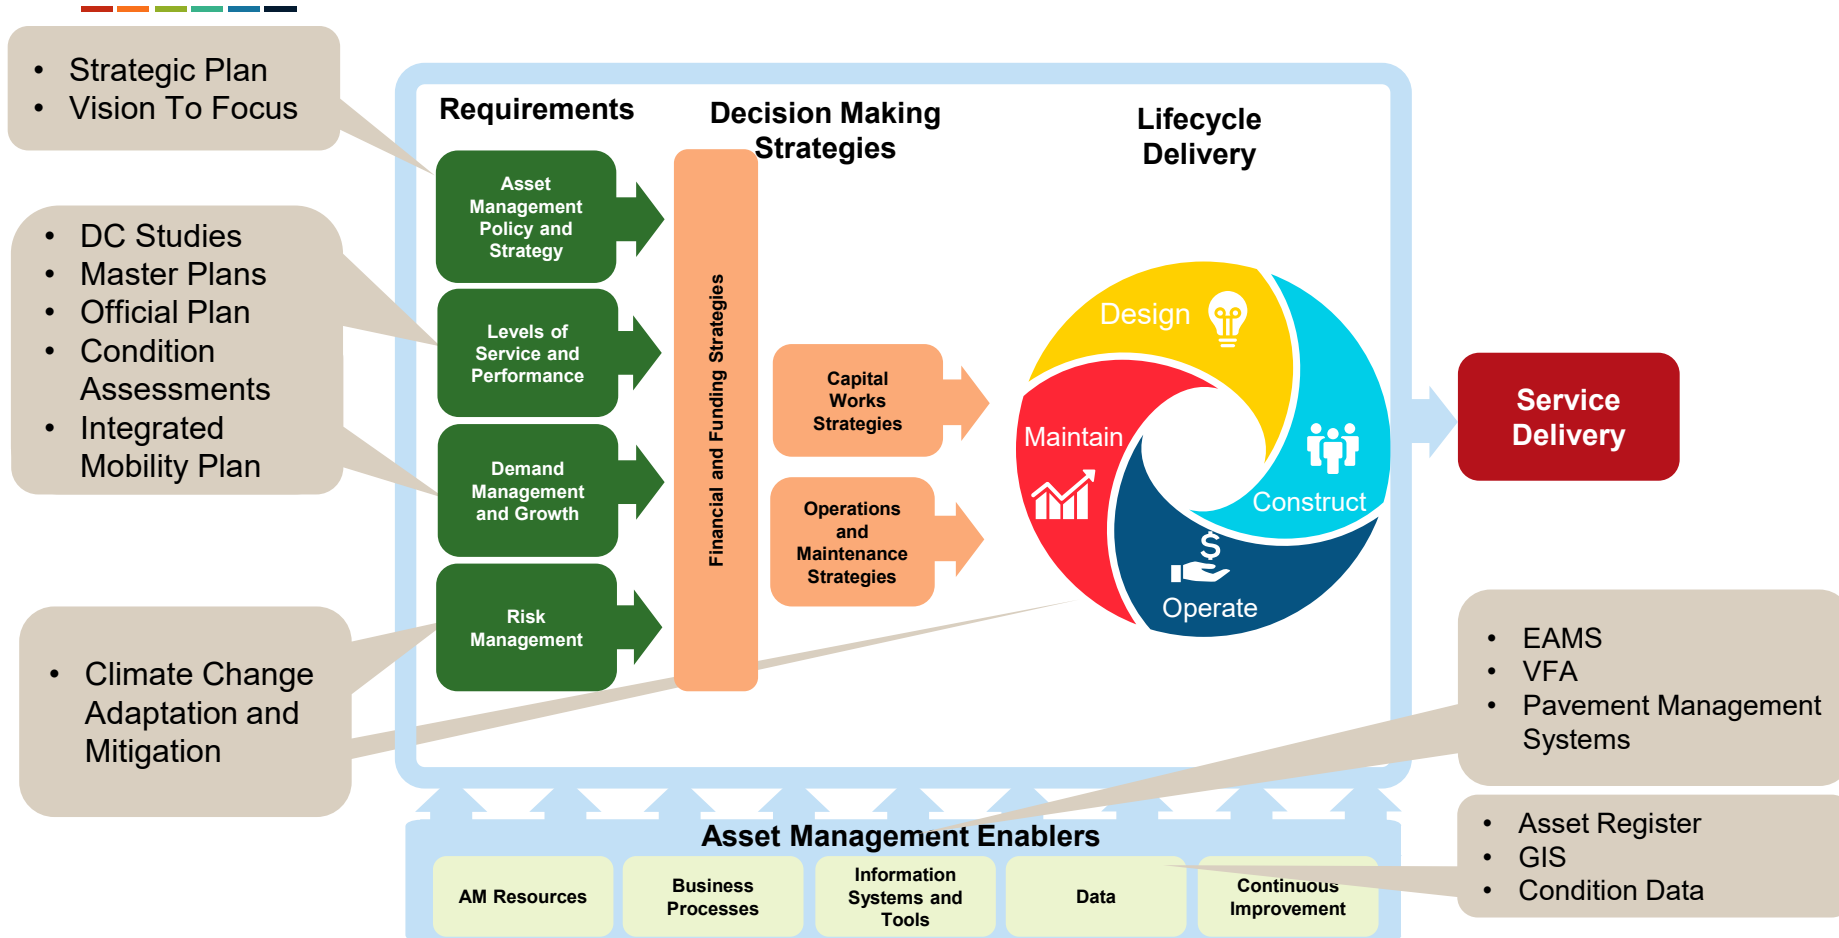 • Strategic Plan
• Vision To Focus
• DC Studies
• Master Plans
• Official Plan
• Condition
Assessments
• Integrated
Mobility Plan
• Climate Change
Adaptation and
Mitigation
Requirements
Asset
Management
Policy and
Strategy
Levels of
Service and
Performance
Demand
Management
and Growth
Risk
Management
Decision Making
Strategies
Financial and Funding Strategies
Capital
Works
Strategies
Operations
and
Maintenance
Strategies
Lifecycle
Delivery
Design
Construct
Operate
Maintain
$
Service
Delivery
• EAMS
• VFA
• Pavement Management
Systems
• Asset Register
• GIS
• Condition Data
Asset Management Enablers
AM Resources
Business
Processes
Information
Systems and
Tools
Data
Continuous
Improvement